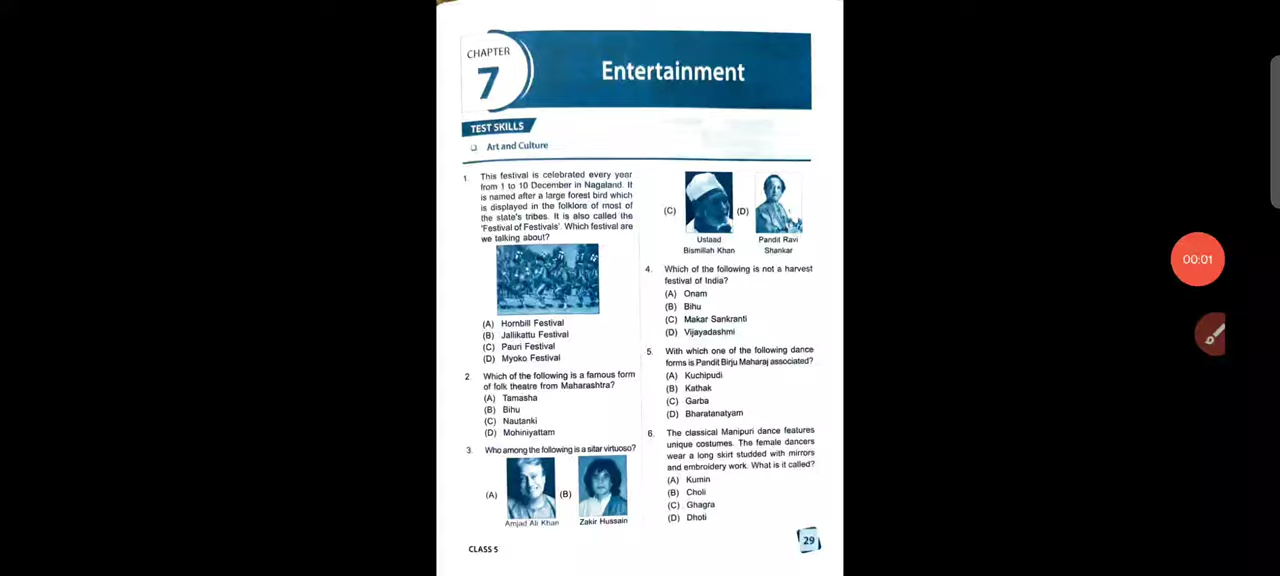 CHAPTER
7
Entertainment
TEST SKILLS
Art and Culture
1. This festival is celebrated every year
from 1 to 10 December in Nagaland. It
is named after a large forest bird which
is displayed in the folklore of most of
the state's tribes. It is also called the
'Festival of Festivals'. Which festival are
we talking about?
(A) Hornbill Festival
(B) Jallikattu Festival
(C) Pauri Festival
(D) Myoko Festival
2. Which of the following is a famous form
of folk theatre from Maharashtra?
(A) Tamasha
(B) Bihu
(C) Nautanki
(D) Mohiniyattam
3. Who among the following is a sitar virtuoso?
(A)
(B)
Amjad Ali Khan
Zakir Hussain
(C)
(D)
Ustaad
Bismillah Khan
Pandit Ravi
Shankar
4. Which of the following is not a harvest
festival of India?
(A) Onam
(B) Bihu
(C) Makar Sankranti
(D) Vijayadashmi
5. With which one of the following dance
forms is Pandit Birju Maharaj associated?
(A) Kuchipudi
(B) Kathak
(C) Garba
(D) Bharatanatyam
6. The classical Manipuri dance features
unique costumes. The female dancers
wear a long skirt studded with mirrors
and embroidery work. What is it called?
(A) Kumin
(B) Choli
(C) Ghagra
(D) Dhoti
CLASS 5
29
00:01